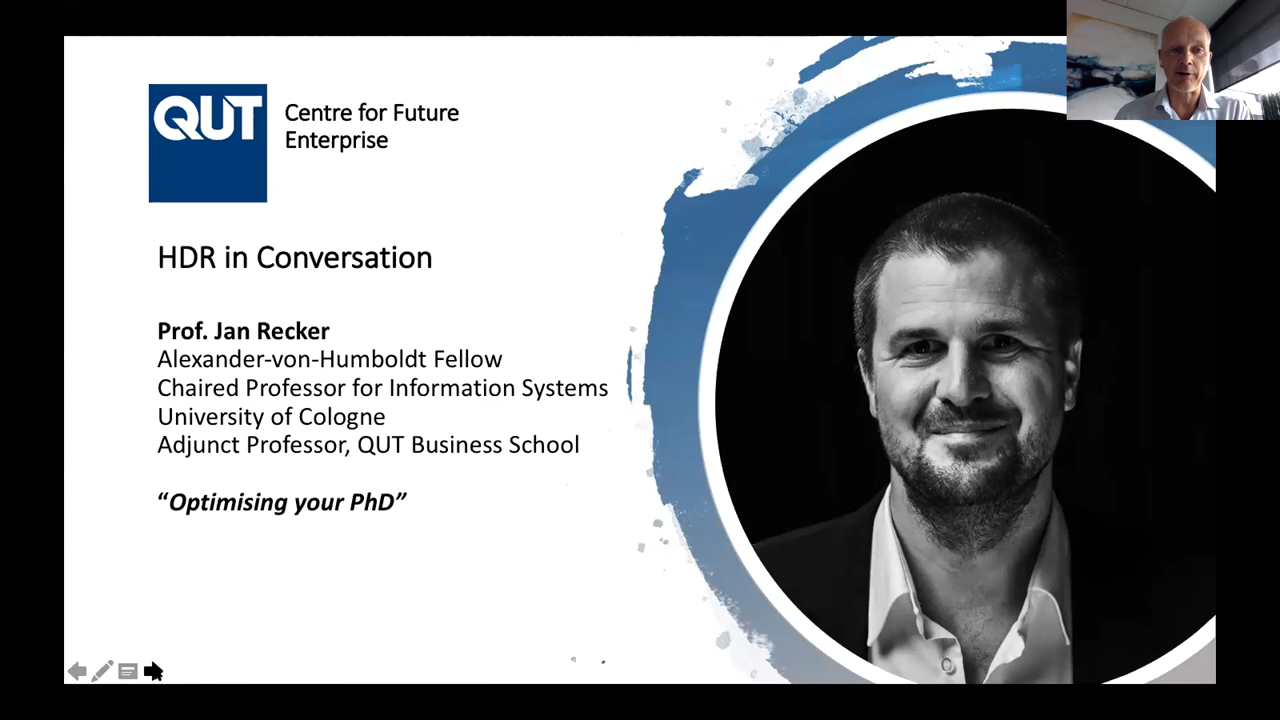 QUT
Centre for Future
Enterprise
HDR in Conversation
Prof. Jan Recker
Alexander-von-Humboldt Fellow
Chaired Professor for Information Systems
University of Cologne
Adjunct Professor, QUT Business School
“Optimising your PhD”